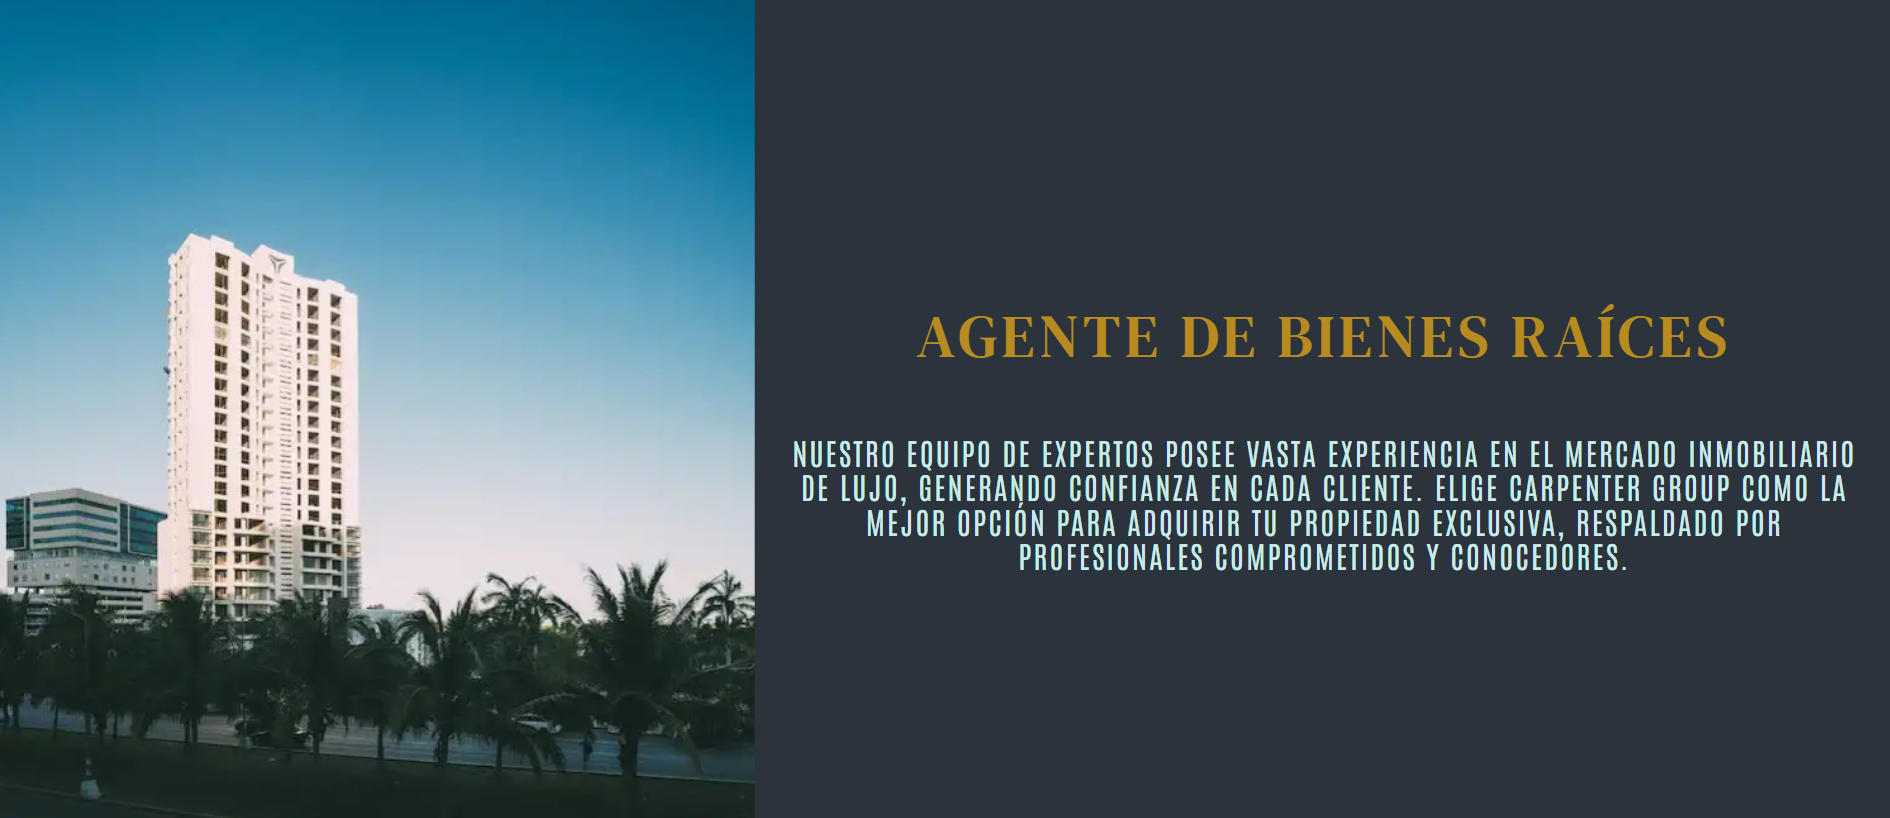 AGENTE DE BIENES RAÍCES
NUESTRO EQUIPO DE EXPERTOS POSEE VASTA EXPERIENCIA EN EL MERCADO INMOBILIARIO
DE LUJO, GENERANDO CONFIANZA EN CADA CLIENTE. ELIGE CARPENTER GROUP COMO LA
MEJOR OPCIÓN PARA ADQUIRIR TU PROPIEDAD EXCLUSIVA, RESPALDADO POR
PROFESIONALES COMPROMETIDOS Y CONOCEDORES.